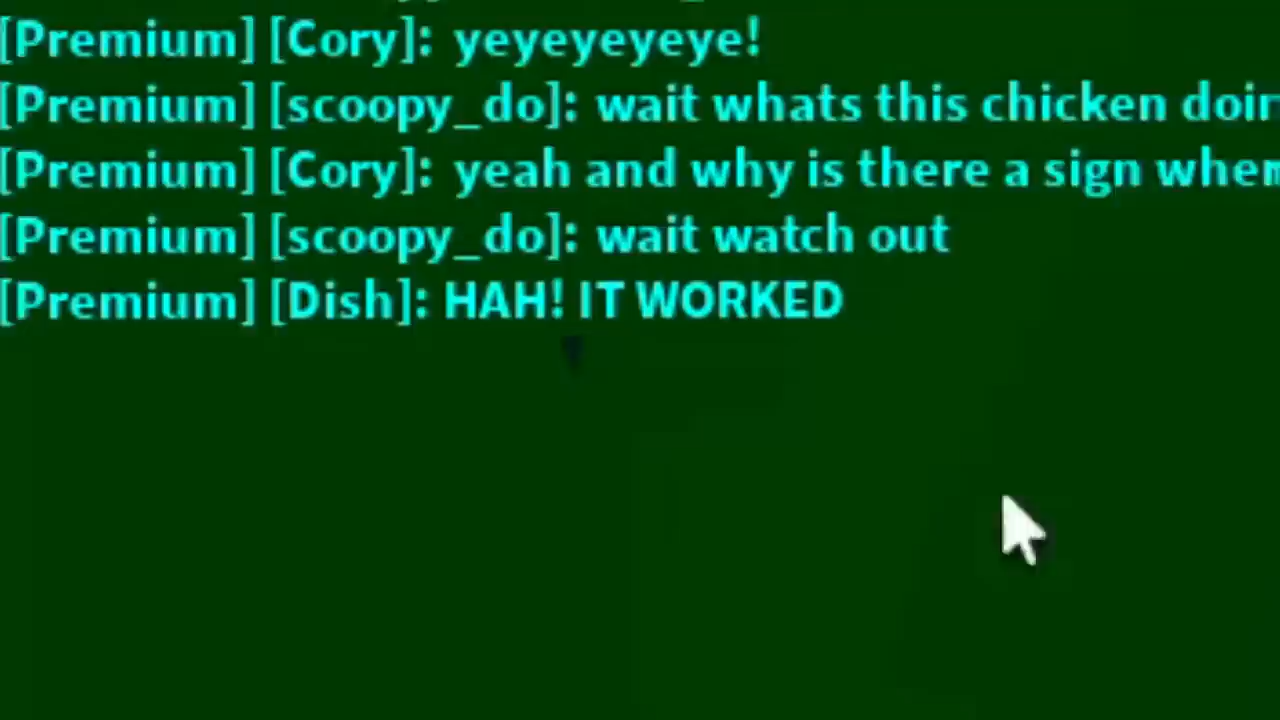 [Premium] [Cory]: yeyeyeyeye!
[Premium] [scoopy_do]: wait whats this chicken doin
[Premium] [Cory]: yeah and why is there a sign when
[Premium] [scoopy_do]: wait watch out
[Premium] [Dish]: HAH! IT WORKED